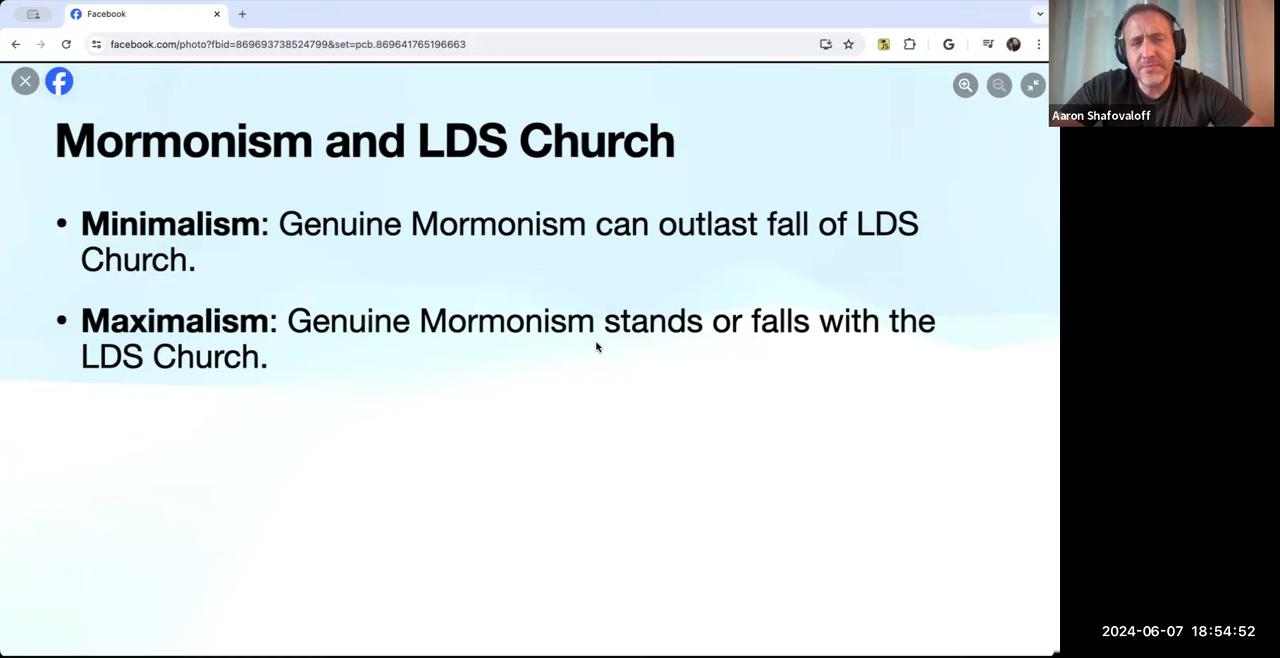 Facebook
facebook.com/photo?fbid=869693738524799&set=pcb.869641765196663
Mormonism and LDS Church
• Minimalism: Genuine Mormonism can outlast fall of LDS
Church.
• Maximalism: Genuine Mormonism stands or falls with the
LDS Church.
Aaron Shafovaloff
2024-06-07 18:54:52